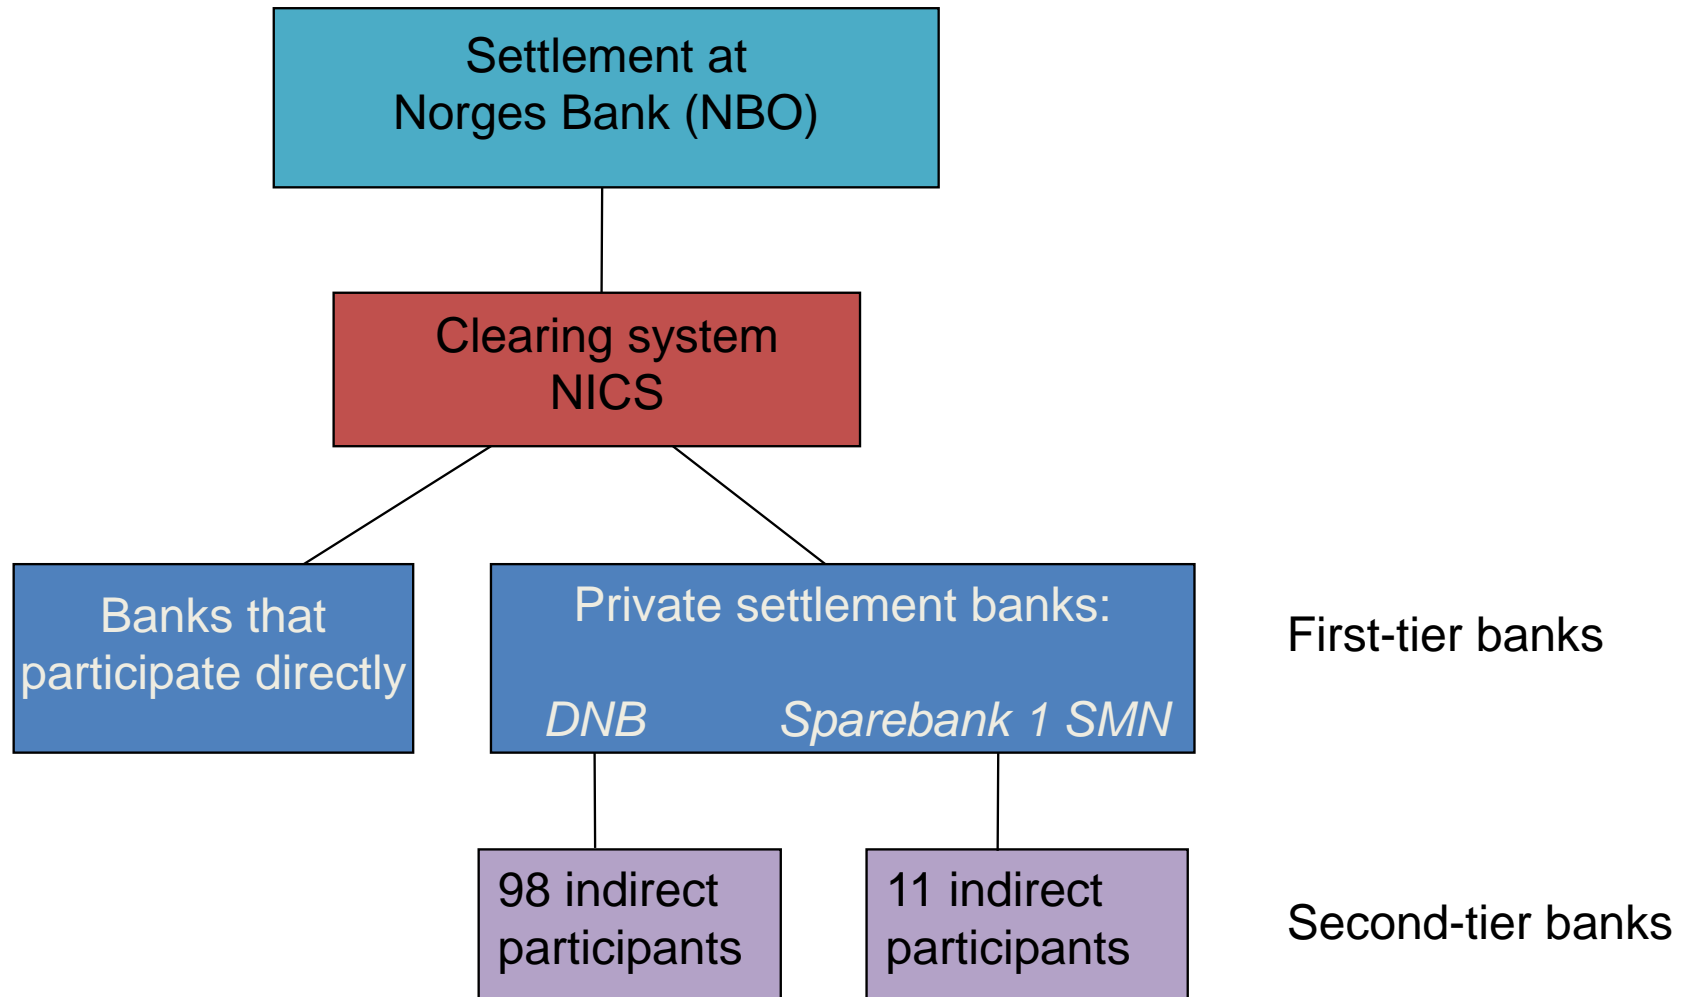 Settlement at
Norges Bank (NBO)
Clearing system
NICS
Banks that
participate directly
Private settlement banks:
DNB Sparebank 1 SMN
First-tier banks
98 indirect
participants
11 indirect
participants
Second-tier banks